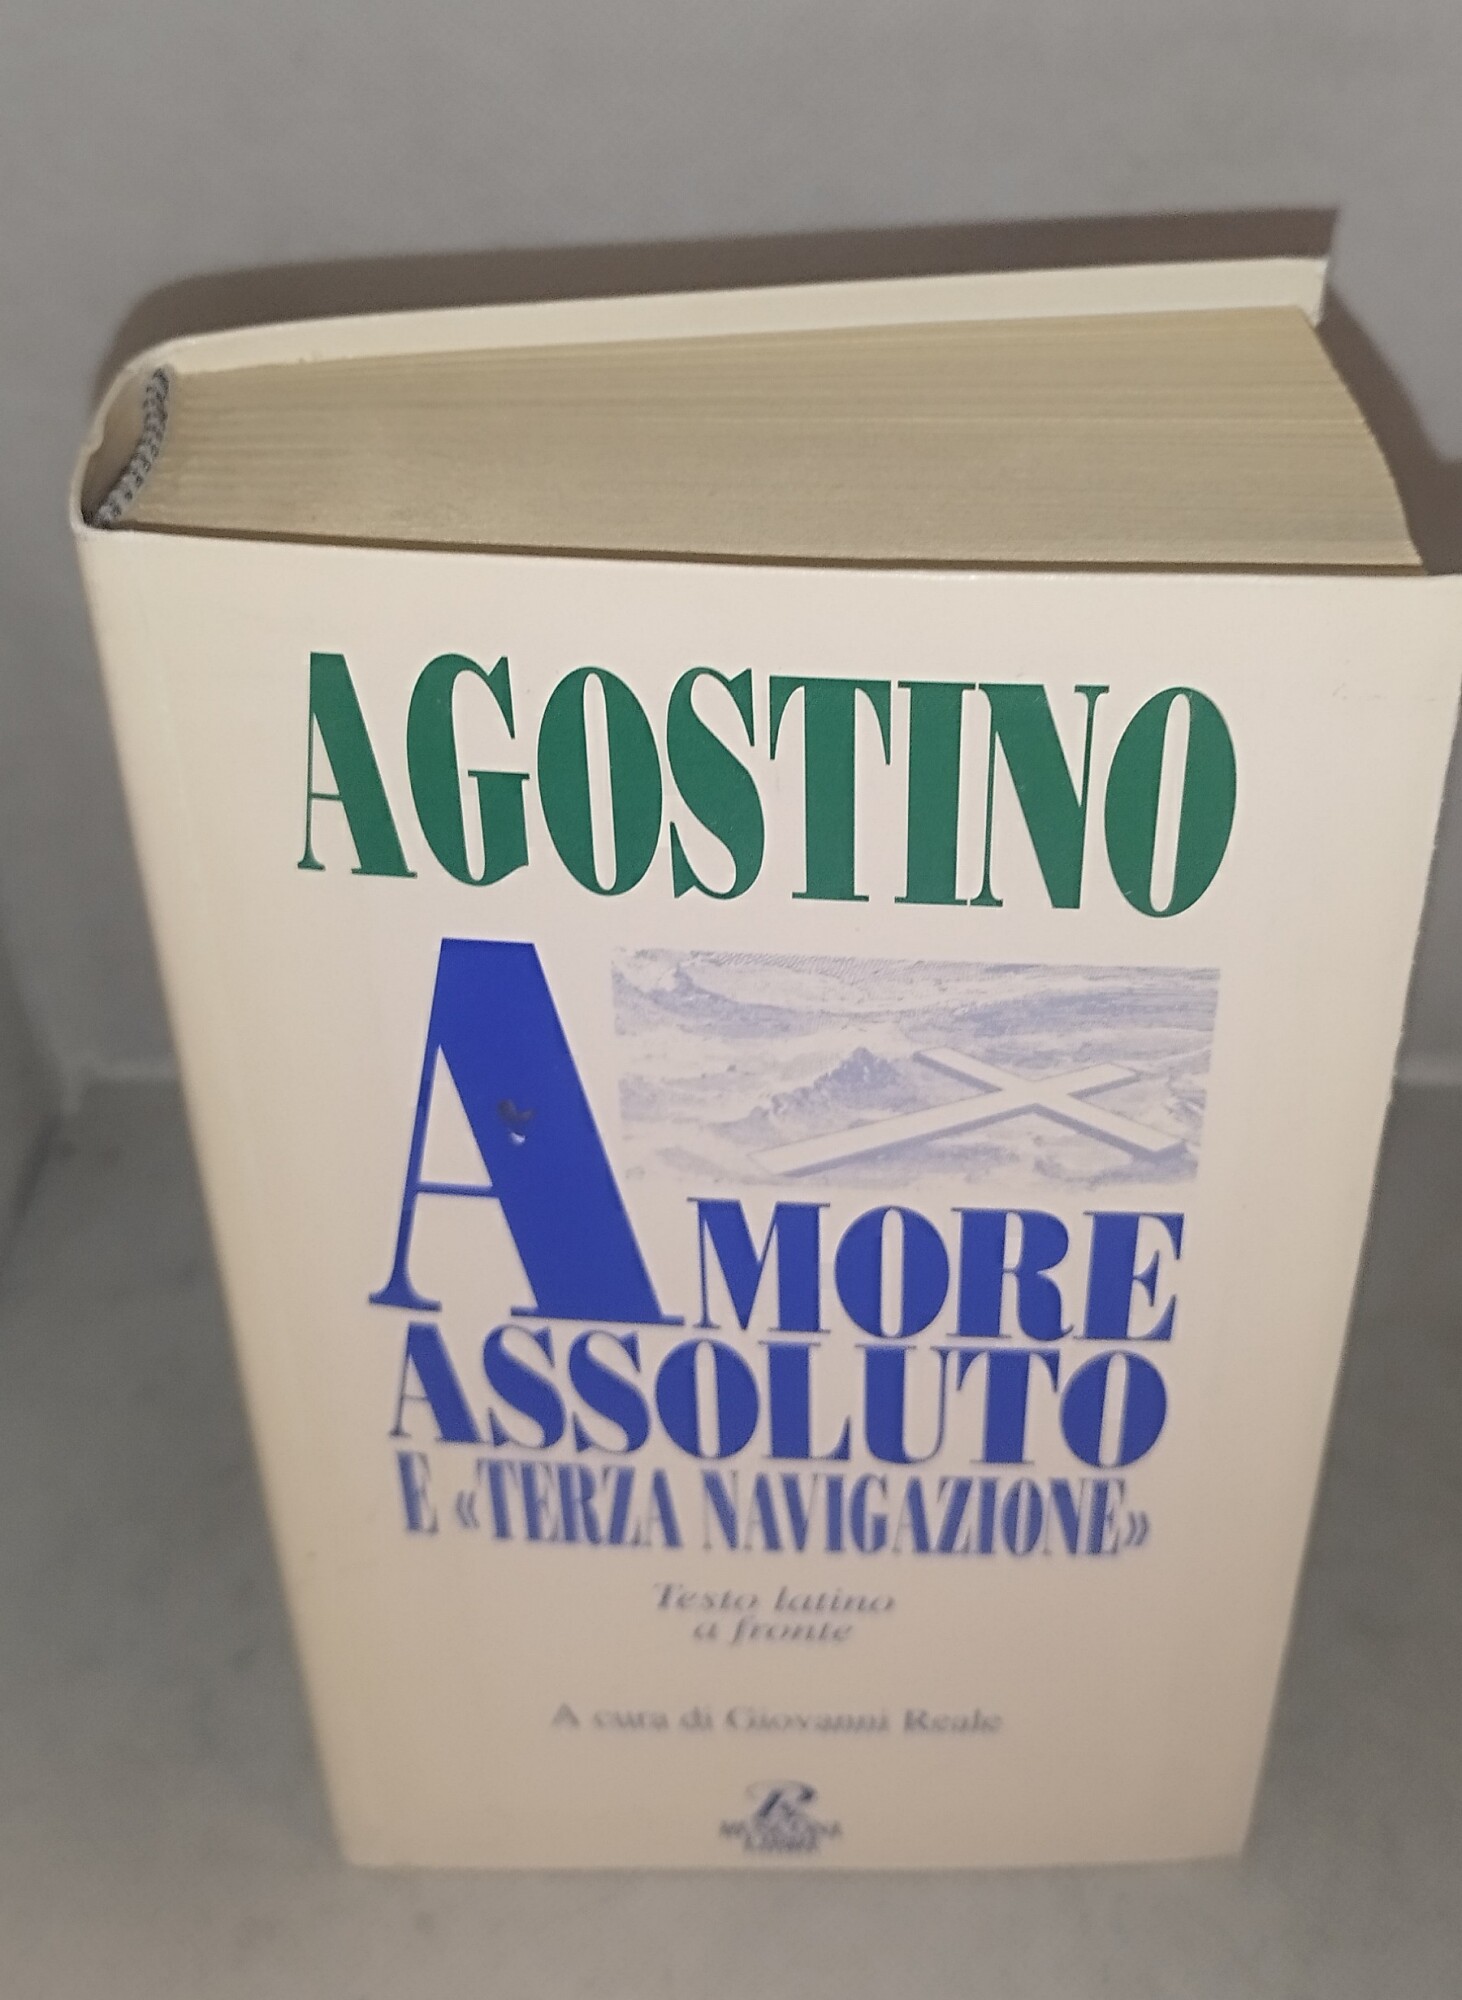 AGOSTINO
AMORE
ASSOLUTO
E «TERZA NAVIGAZIONE»
Testo latino
a fronte
A cura di Giovanni Reale